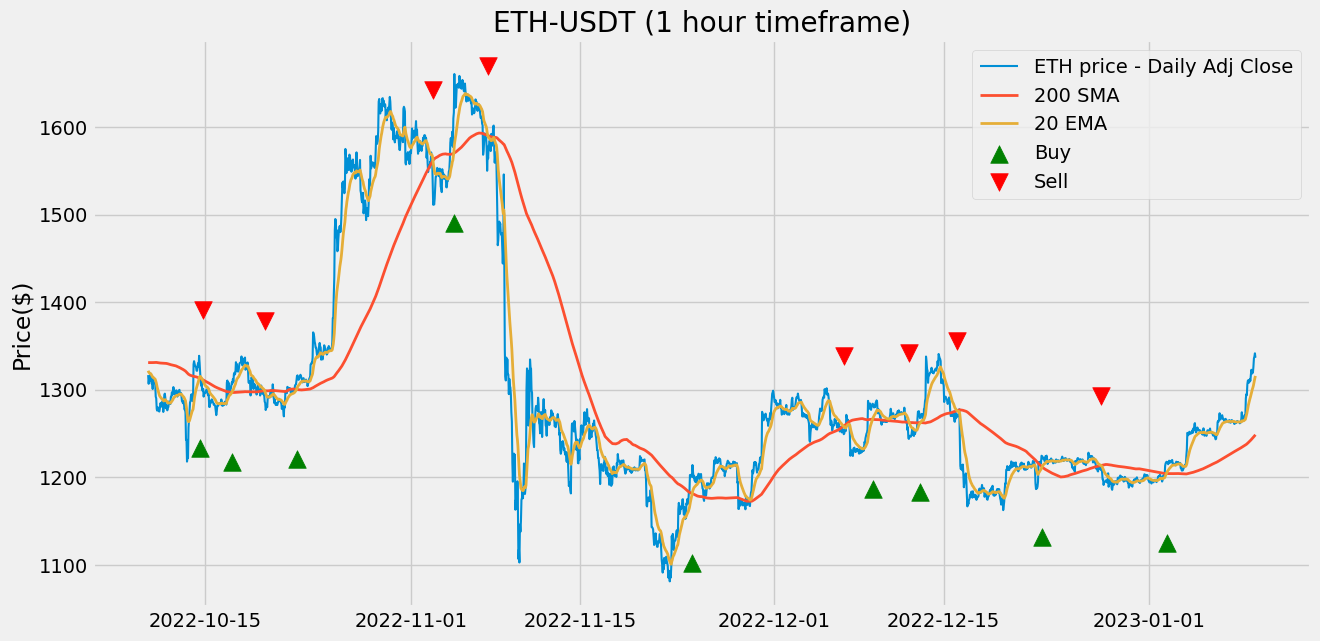 ETH-USDT (1 hour timeframe)
ETH price - Daily Adj Close
200 SMA
20 EMA
Buy
Sell
Price($)
1600
1500
1400
1300
1200
1100
2022-10-15
2022-11-01
2022-11-15
2022-12-01
2022-12-15
2023-01-01